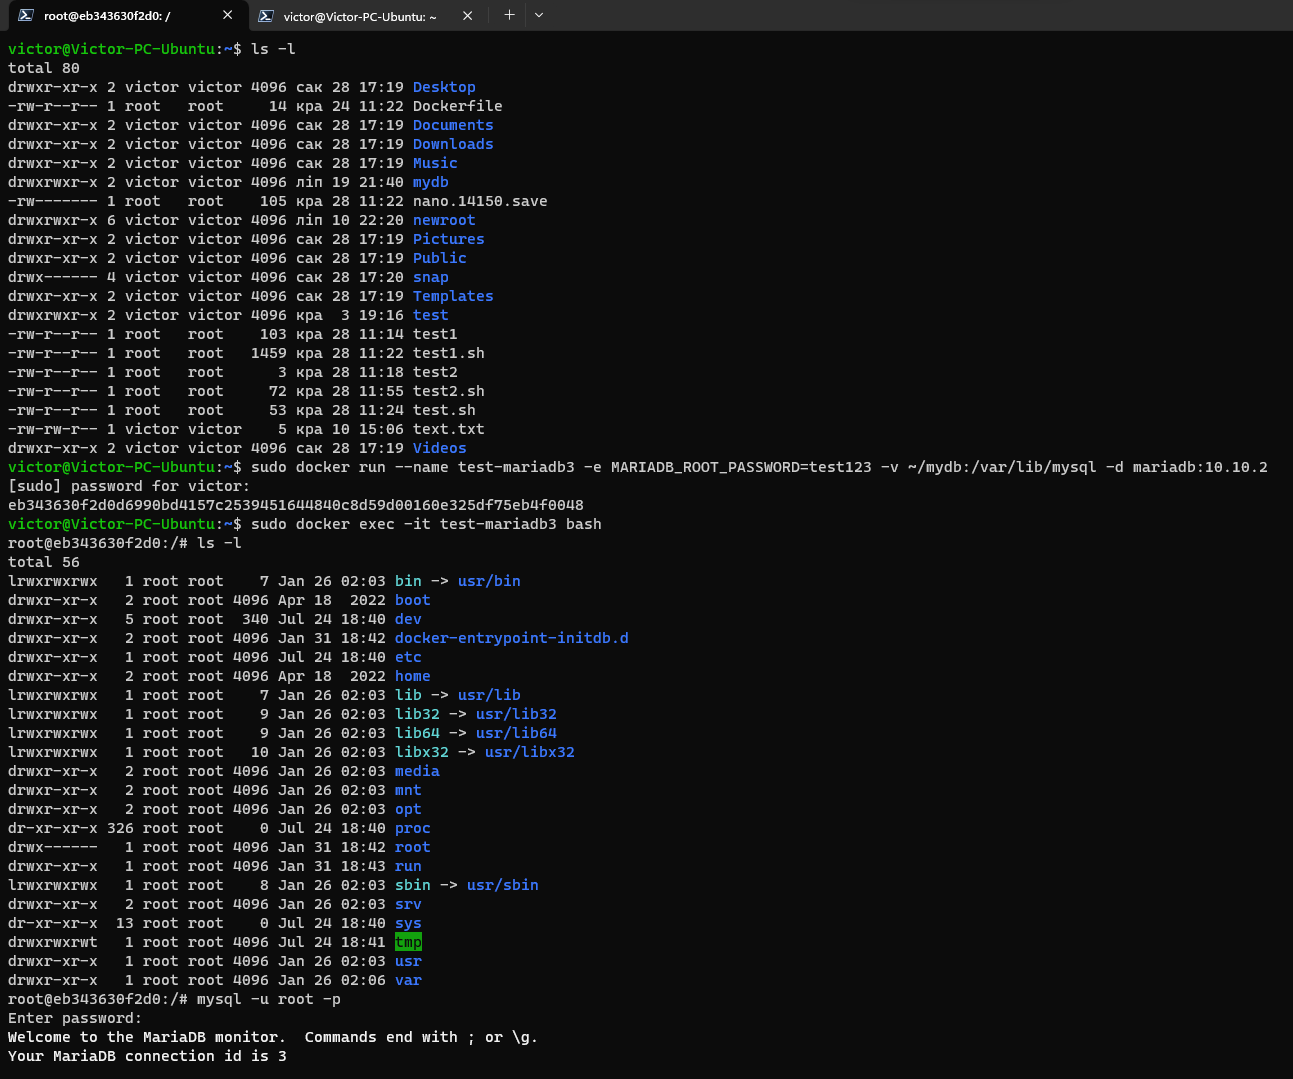 root@eb343630f2d0: /
victor@Victor-PC-Ubuntu: ~
victor@Victor-PC-Ubuntu:~$ ls -l
total 80
drwxr-xr-x 2 victor victor 4096 сак 28 17:19 Desktop
-rw-r--r-- 1 root   root     14 кра 24 11:22 Dockerfile
drwxr-xr-x 2 victor victor 4096 сак 28 17:19 Documents
drwxr-xr-x 2 victor victor 4096 сак 28 17:19 Downloads
drwxr-xr-x 2 victor victor 4096 сак 28 17:19 Music
drwxrwxr-x 2 victor victor 4096 ліп 19 21:40 mydb
-rw------- 1 root   root    105 кра 28 11:22 nano.14150.save
drwxrwxr-x 6 victor victor 4096 ліп 10 22:20 newroot
drwxr-xr-x 2 victor victor 4096 сак 28 17:19 Pictures
drwxr-xr-x 2 victor victor 4096 сак 28 17:19 Public
drwx------ 4 victor victor 4096 сак 28 17:20 snap
drwxr-xr-x 2 victor victor 4096 сак 28 17:19 Templates
drwxrwxr-x 2 victor victor 4096 кра  3 19:16 test
-rw-r--r-- 1 root   root    103 кра 28 11:14 test1
-rw-r--r-- 1 root   root   1459 кра 28 11:22 test1.sh
-rw-r--r-- 1 root   root      3 кра 28 11:18 test2
-rw-r--r-- 1 root   root     72 кра 28 11:55 test2.sh
-rw-r--r-- 1 root   root     53 кра 28 11:24 test.sh
-rw-rw-r-- 1 victor victor    5 кра 10 15:06 text.txt
drwxr-xr-x 2 victor victor 4096 сак 28 17:19 Videos
victor@Victor-PC-Ubuntu:~$ sudo docker run --name test-mariadb3 -e MARIADB_ROOT_PASSWORD=test123 -v ~/mydb:/var/lib/mysql -d mariadb:10.10.2
[sudo] password for victor:
eb343630f2d0d6990bd4157c2539451644840c8d59d00160e325df75eb4f0048
victor@Victor-PC-Ubuntu:~$ sudo docker exec -it test-mariadb3 bash
root@eb343630f2d0:/# ls -l
total 56
lrwxrwxrwx   1 root root    7 Jan 26 02:03 bin -> usr/bin
drwxr-xr-x   2 root root 4096 Apr 18  2022 boot
drwxr-xr-x   5 root root  340 Jul 24 18:40 dev
drwxr-xr-x   2 root root 4096 Jan 31 18:42 docker-entrypoint-initdb.d
drwxr-xr-x   1 root root 4096 Jul 24 18:40 etc
drwxr-xr-x   2 root root 4096 Apr 18  2022 home
lrwxrwxrwx   1 root root    7 Jan 26 02:03 lib -> usr/lib
lrwxrwxrwx   1 root root    9 Jan 26 02:03 lib32 -> usr/lib32
lrwxrwxrwx   1 root root    9 Jan 26 02:03 lib64 -> usr/lib64
lrwxrwxrwx   1 root root   10 Jan 26 02:03 libx32 -> usr/libx32
drwxr-xr-x   2 root root 4096 Jan 26 02:03 media
drwxr-xr-x   2 root root 4096 Jan 26 02:03 mnt
drwxr-xr-x   2 root root 4096 Jan 26 02:03 opt
dr-xr-xr-x 326 root root    0 Jul 24 18:40 proc
drwx------   1 root root 4096 Jan 31 18:42 root
drwxr-xr-x   1 root root 4096 Jan 31 18:43 run
lrwxrwxrwx   1 root root    8 Jan 26 02:03 sbin -> usr/sbin
drwxr-xr-x   2 root root 4096 Jan 26 02:03 srv
dr-xr-xr-x  13 root root    0 Jul 24 18:40 sys
drwxrwxrwt   1 root root 4096 Jul 24 18:41 tmp
drwxr-xr-x   1 root root 4096 Jan 26 02:03 usr
drwxr-xr-x   1 root root 4096 Jan 26 02:06 var
root@eb343630f2d0:/# mysql -u root -p
Enter password:
Welcome to the MariaDB monitor.  Commands end with ; or \g.
Your MariaDB connection id is 3